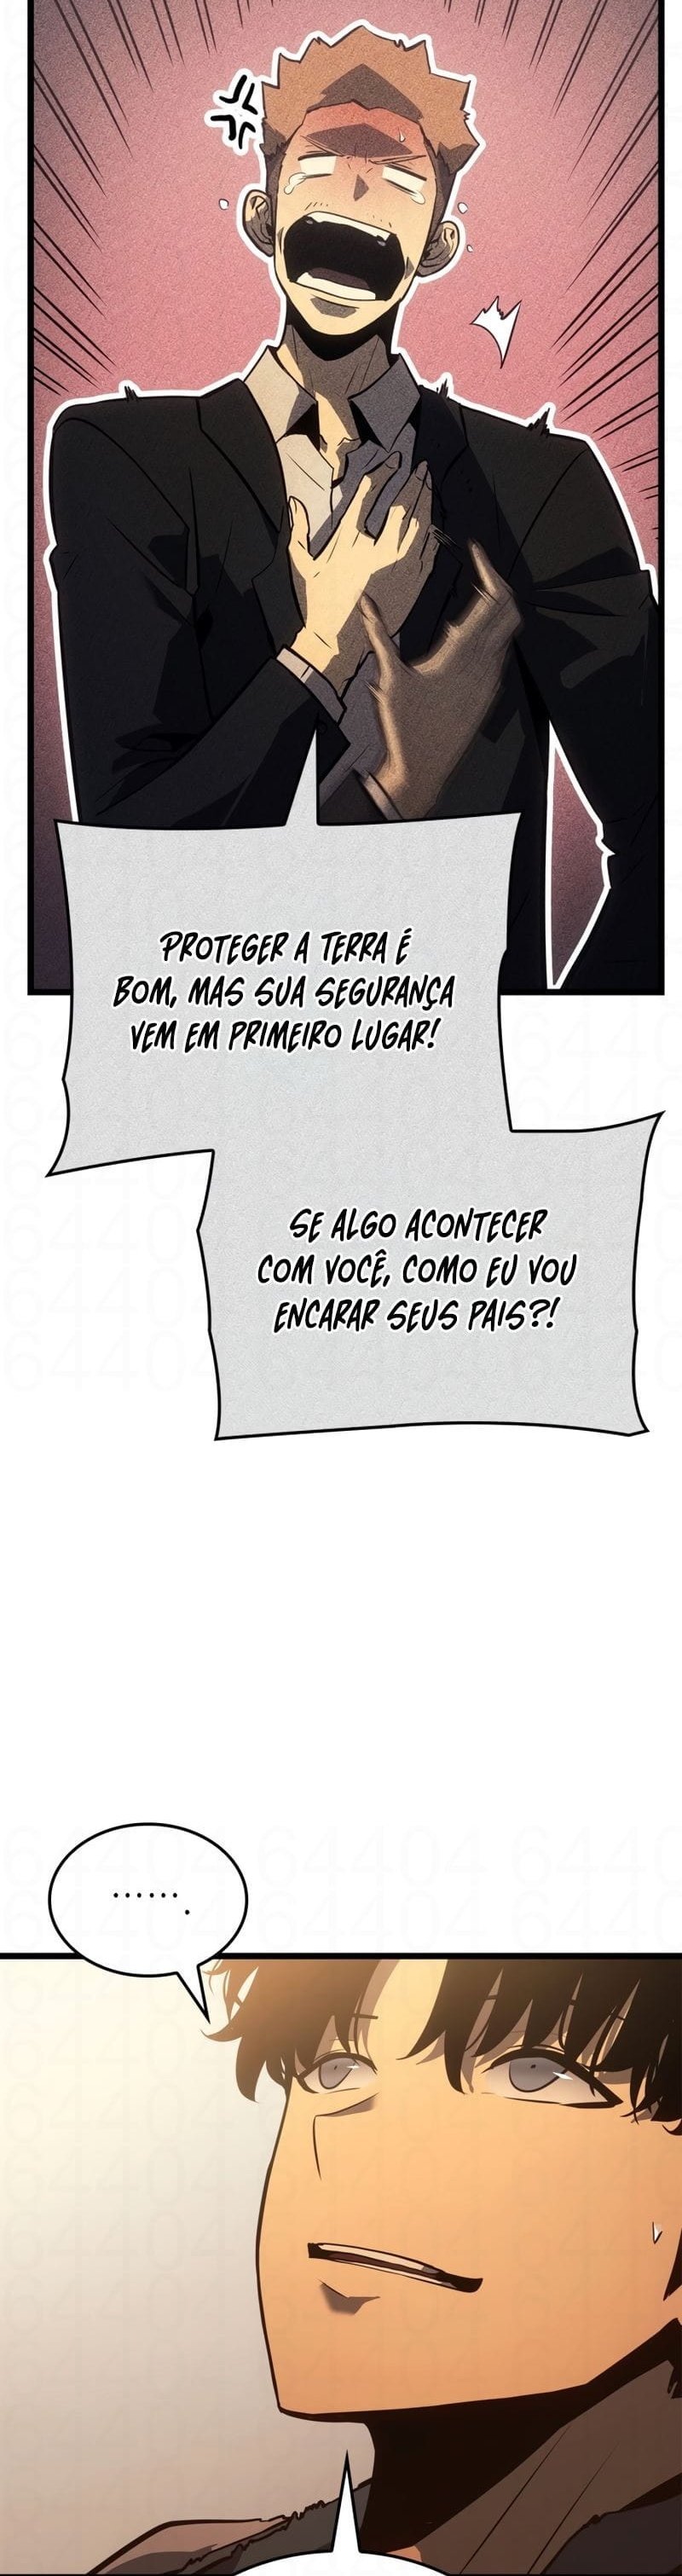 PROTEGER A TERRA É
BOM, MAS SUA SEGURANÇA
VEM EM PRIMEIRO LUGAR!
SE ALGO ACONTECER
COM VOCÊ, COMO EU VOU
ENCARAR SEUS PAIS?!
.......